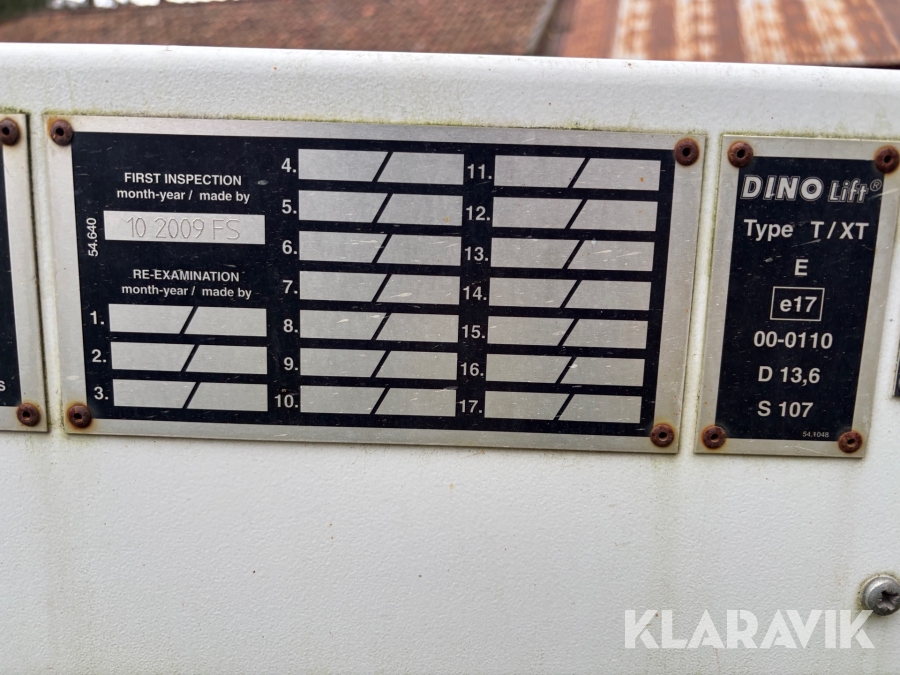 54.640
FIRST INSPECTION
month-year / made by
10 2009 FS
RE-EXAMINATION
month-year / made by
1.
2.
3.
4.
5.
6.
7.
8.
9.
10.
11.
12.
13.
14.
15.
16.
17.
DINO Lift®
Type T/XT
E
e17
00-0110
D 13,6
S 107
54.1048
s
KLARAVIK